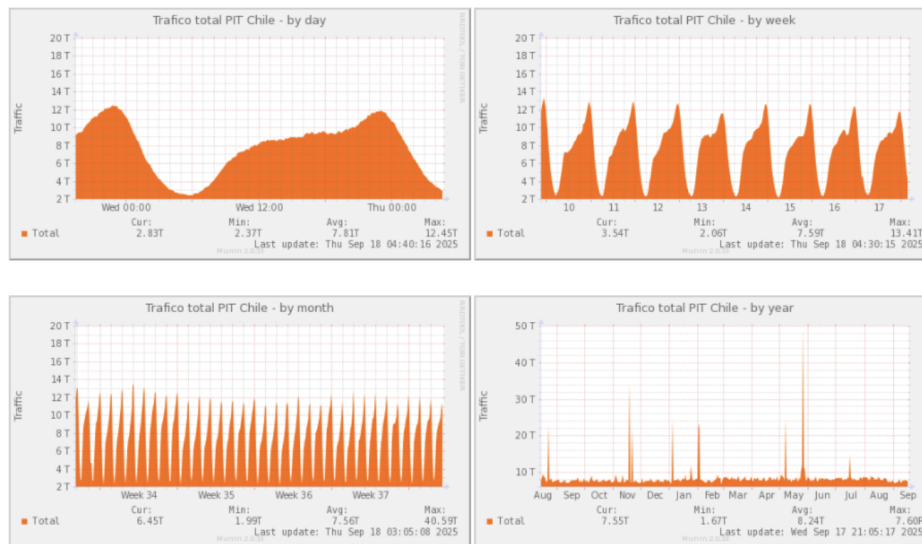 Trafico total PIT Chile - by day
20 T
18 T
16 T
14 T
12 T
10 T
8 T
6 T
4 T
2 T
Traffic
Wed 00:00 Wed 12:00 Thu 00:00
Cur: Min: Avg: Max:
Total 2.83T 2.37T 7.81T 12.45T
Last update: Thu Sep 18 04:40:16 2025
Trafico total PIT Chile - by week
20 T
18 T
16 T
14 T
12 T
10 T
8 T
6 T
4 T
2 T
Traffic
10 11 12 13 14 15 16 17
Cur: Min: Avg: Max:
Total 3.54T 2.06T 7.59T 13.41T
Last update: Thu Sep 18 04:30:15 2025
Trafico total PIT Chile - by month
20 T
18 T
16 T
14 T
12 T
10 T
8 T
6 T
4 T
2 T
Traffic
Week 34 Week 35 Week 36 Week 37
Cur: Min: Avg: Max:
Total 6.45T 1.99T 7.56T 40.59T
Last update: Thu Sep 18 03:05:08 2025
Trafico total PIT Chile - by year
50 T
40 T
30 T
20 T
10 T
Traffic
Aug Sep Oct Nov Dec Jan Feb Mar Apr May Jun Jul Aug Sep
Cur: Min: Avg: Max:
Total 7.55T 1.67T 8.24T 7.60P
Last update: Wed Sep 17 21:05:17 2025